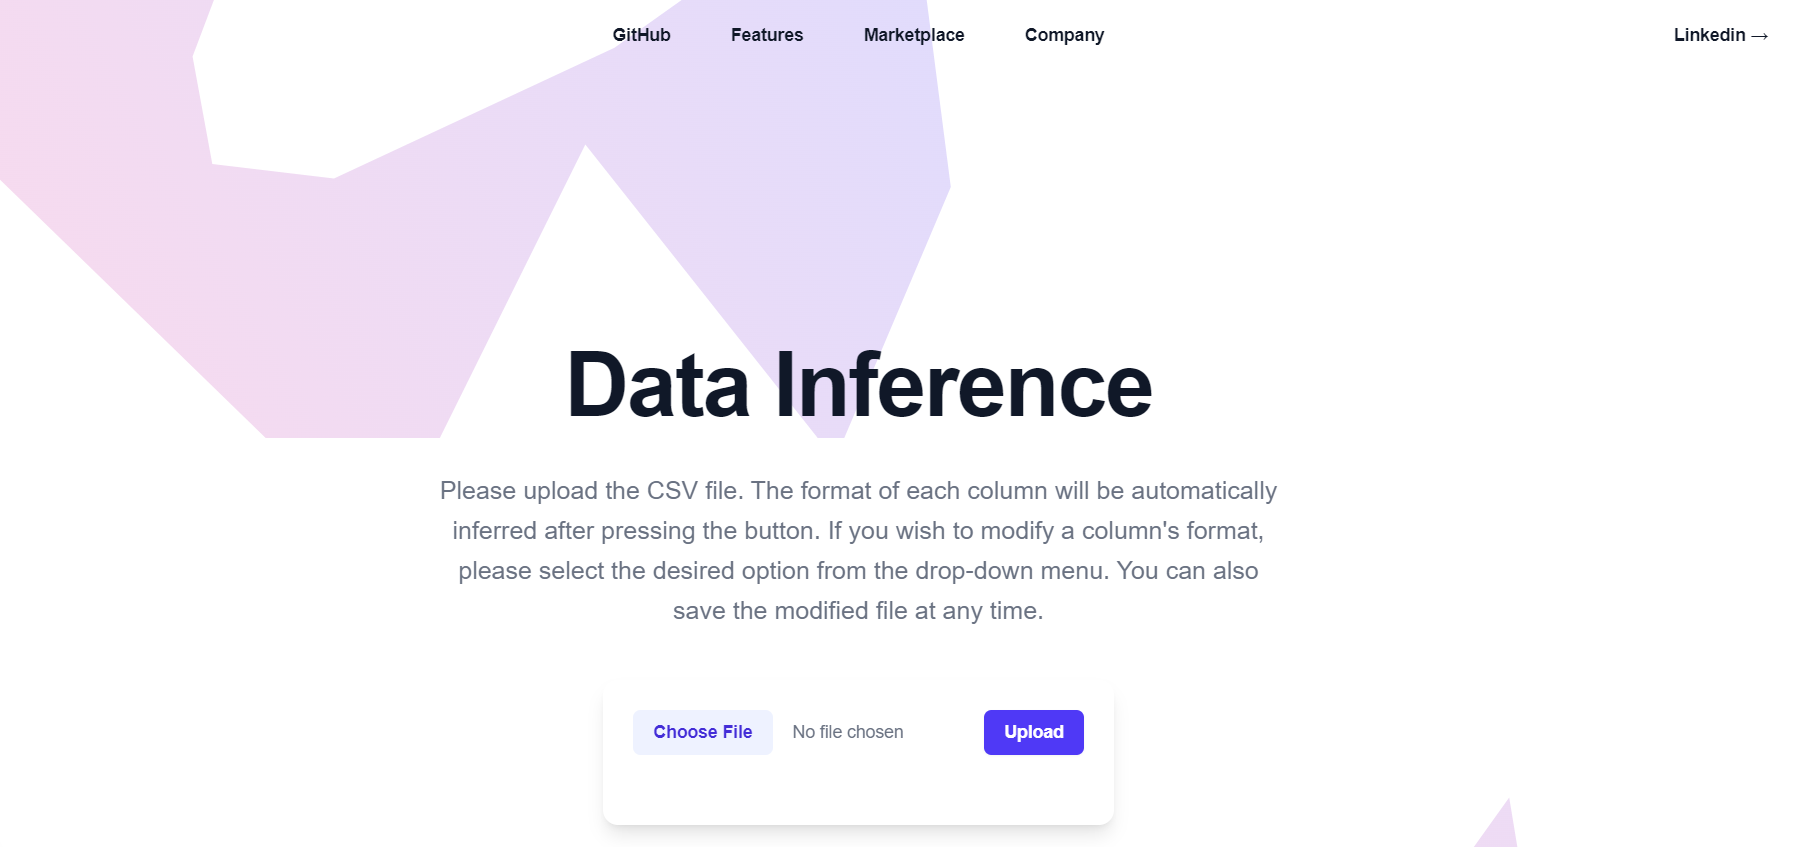 GitHub Features Marketplace Company Linkedin →
Data Inference
Please upload the CSV file. The format of each column will be automatically
inferred after pressing the button. If you wish to modify a column's format,
please select the desired option from the drop-down menu. You can also
save the modified file at any time.
Choose File No file chosen Upload